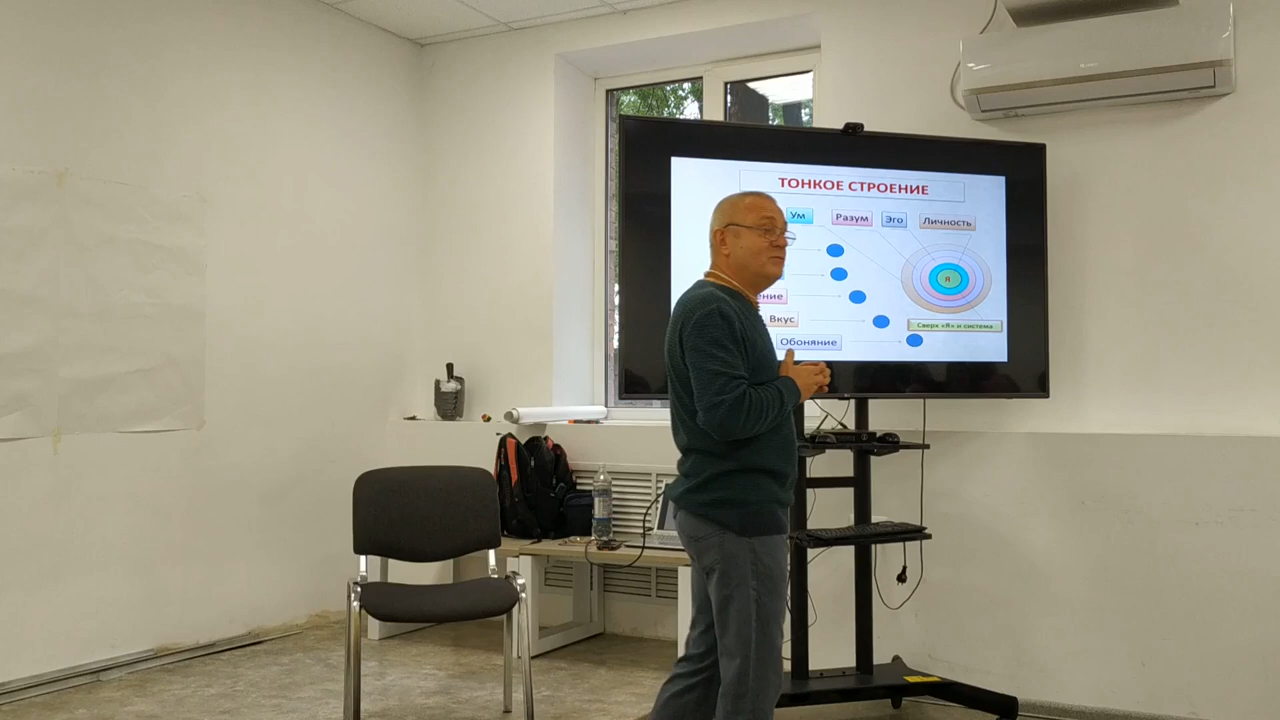 ТОНКОЕ СТРОЕНИЕ
Ум Разум Эго Личность
Я
ение
Вкус
Сверх «Я» и система
Обоняние